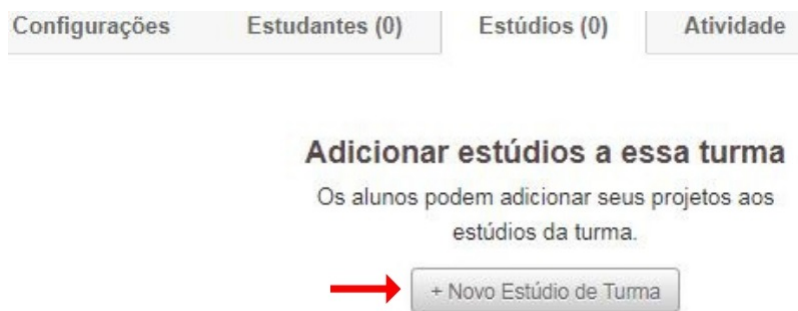 Configurações Estudantes (0) Estúdios (0) Atividade
Adicionar estúdios a essa turma
Os alunos podem adicionar seus projetos aos
estúdios da turma.
+ Novo Estúdio de Turma